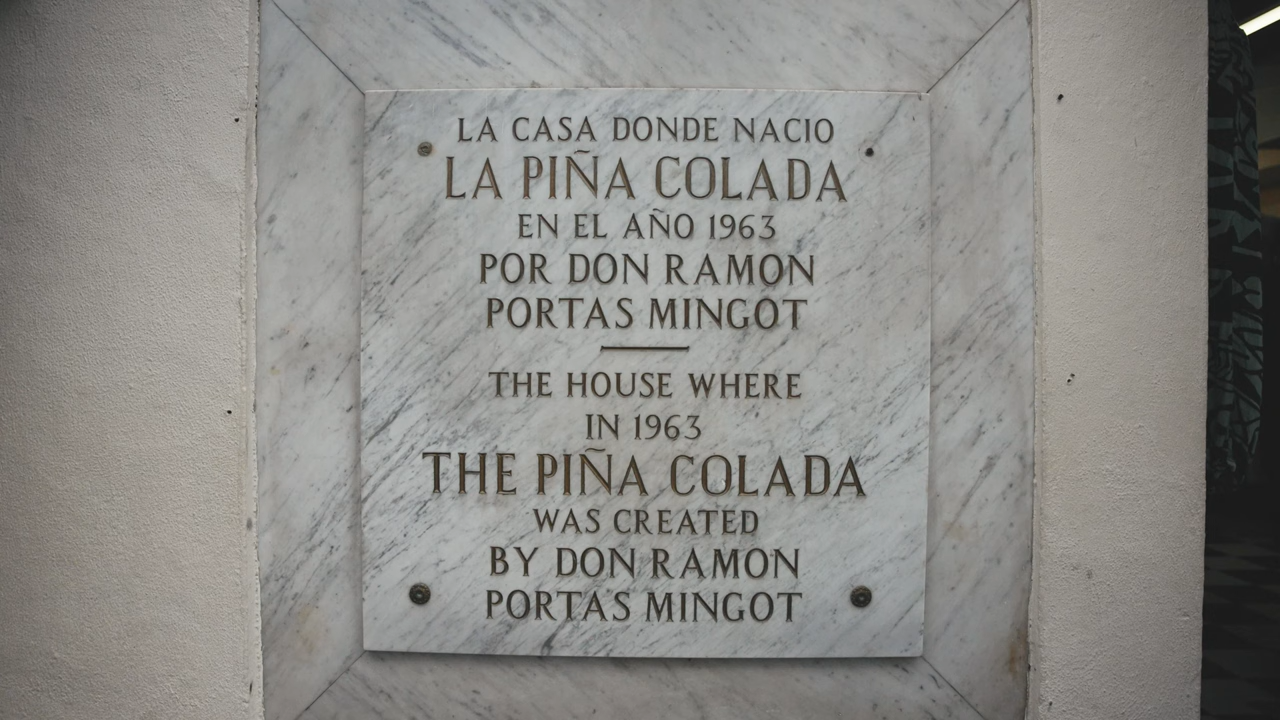 LA CASA DONDE NACIO
LA PIÑA COLADA
EN EL AÑO 1963
POR DON RAMON
PORTAS MINGOT
THE HOUSE WHERE
IN 1963
THE PIÑA COLADA
WAS CREATED
BY DON RAMON
PORTAS MINGOT